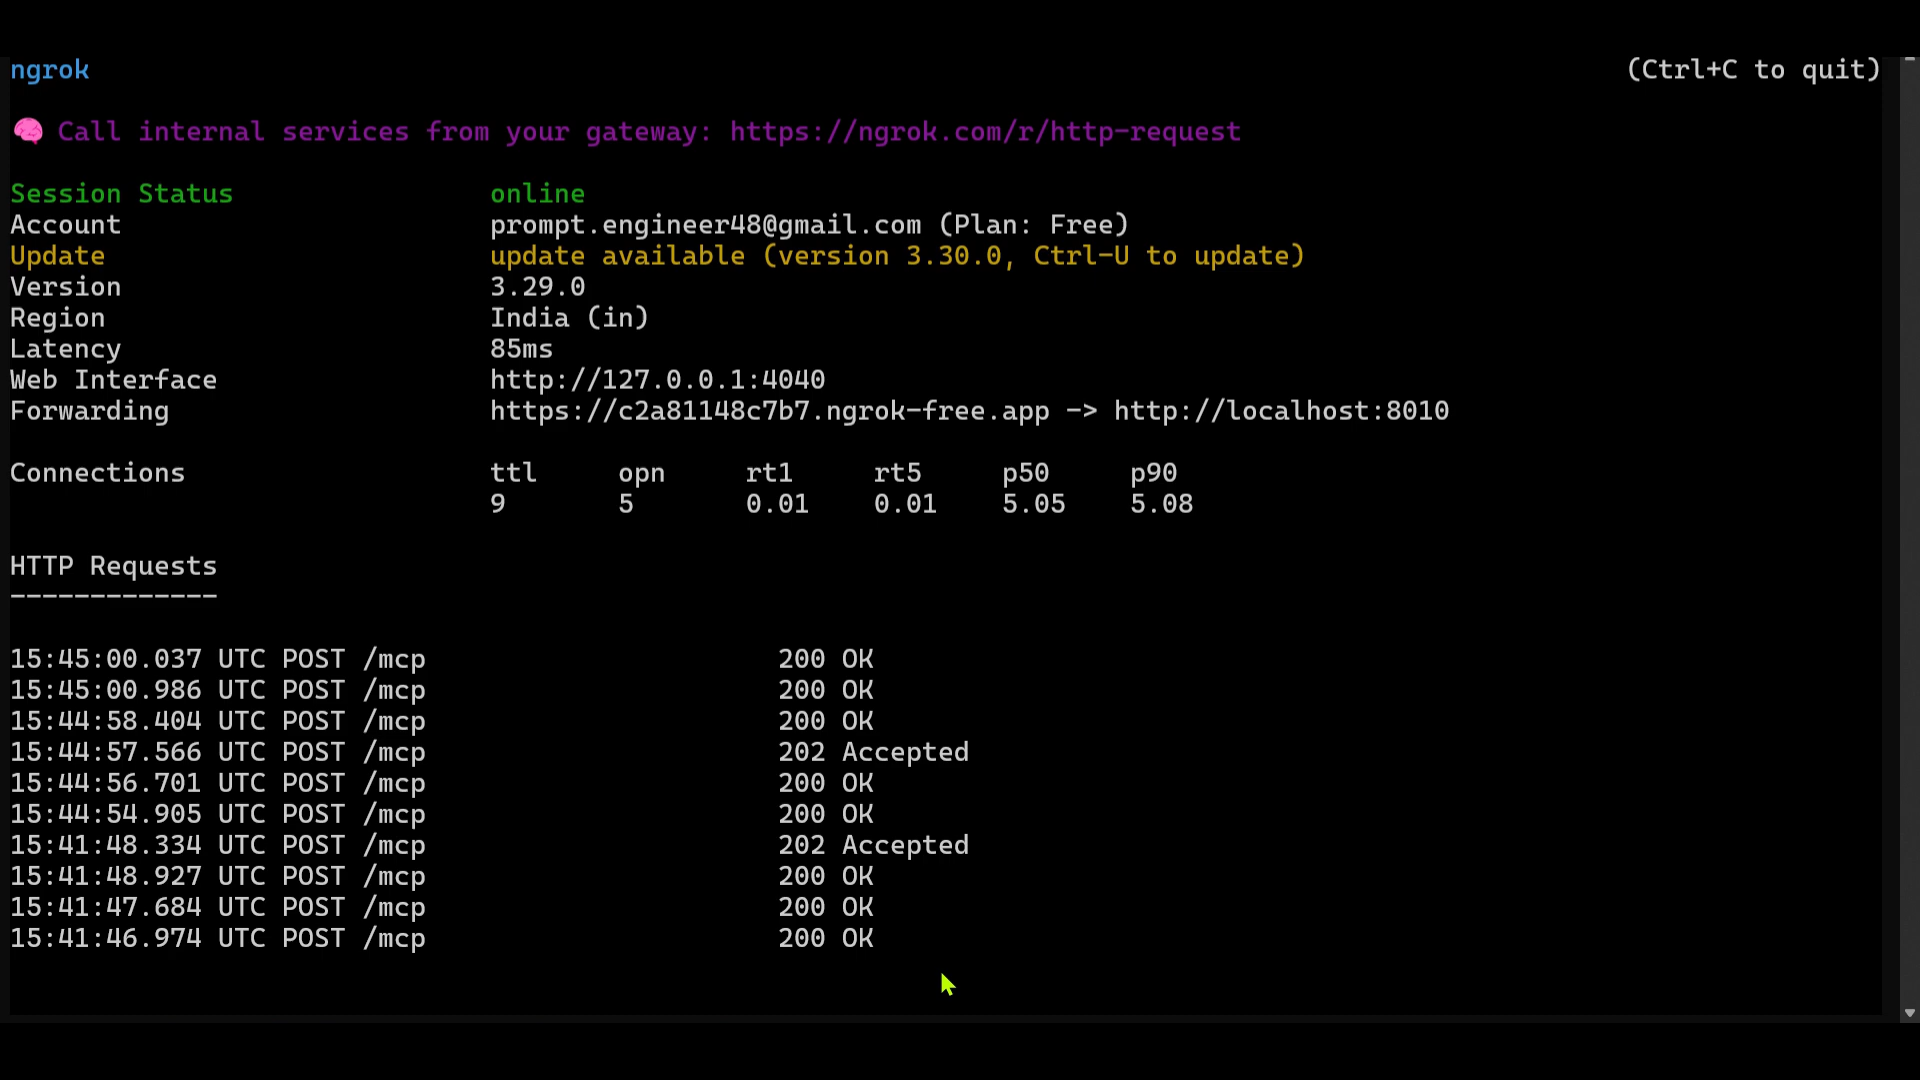 ngrok (Ctrl+C to quit)
Call internal services from your gateway: https://ngrok.com/r/http-request
Session Status online
Account prompt.engineer48@gmail.com (Plan: Free)
Update update available (version 3.30.0, Ctrl-U to update)
Version 3.29.0
Region India (in)
Latency 85ms
Web Interface http://127.0.0.1:4040
Forwarding https://c2a81148c7b7.ngrok-free.app -> http://localhost:8010
Connections ttl opn rt1 rt5 p50 p90
9 5 0.01 0.01 5.05 5.08
HTTP Requests
-------------
15:45:00.037 UTC POST /mcp 200 OK
15:45:00.986 UTC POST /mcp 200 OK
15:44:58.404 UTC POST /mcp 200 OK
15:44:57.566 UTC POST /mcp 202 Accepted
15:44:56.701 UTC POST /mcp 200 OK
15:44:54.905 UTC POST /mcp 200 OK
15:41:48.334 UTC POST /mcp 202 Accepted
15:41:48.927 UTC POST /mcp 200 OK
15:41:47.684 UTC POST /mcp 200 OK
15:41:46.974 UTC POST /mcp 200 OK